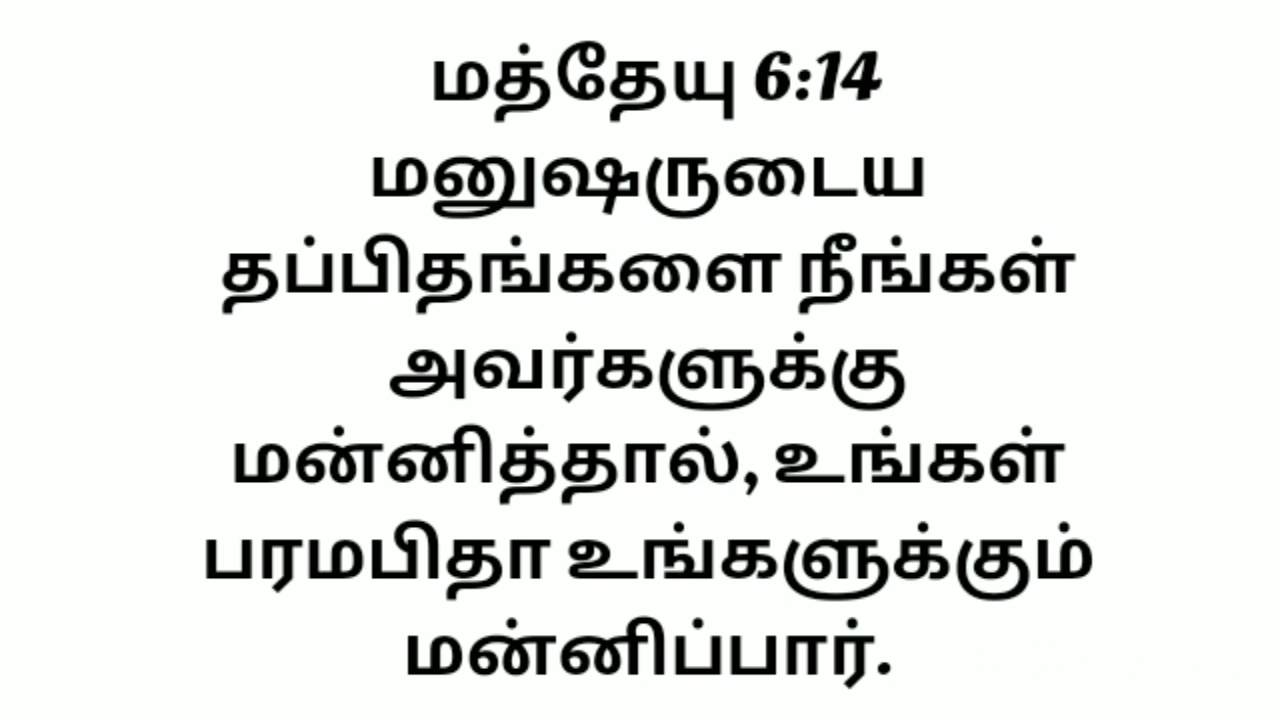 மத்தேயு 6:14
மனுஷருடைய
தப்பிதங்களை நீங்கள்
அவர்களுக்கு
மன்னித்தால், உங்கள்
பரமபிதா உங்களுக்கும்
மன்னிப்பார்.